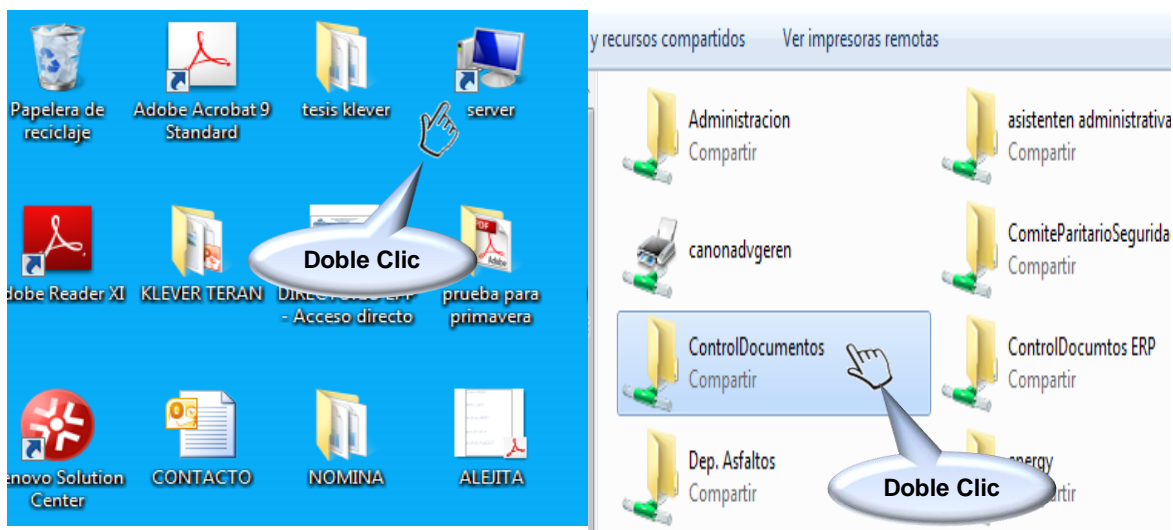 Papelera de
reciclaje
Adobe Acrobat 9
Standard
tesis klever
server
Doble Clic
dobe Reader XI
KLEVER TERAN
- Acceso directo
prueba para
primavera
enovo Solution
Center
CONTACTO
NOMINA
ALEJITA
y recursos compartidos
Ver impresoras remotas
Administracion
Compartir
asistenten administrativa
Compartir
canonadvgeren
ComiteParitarioSegurida
Compartir
ControlDocumentos
Compartir
ControlDocumtos ERP
Compartir
Dep. Asfaltos
Compartir
energy
rtir
Doble Clic